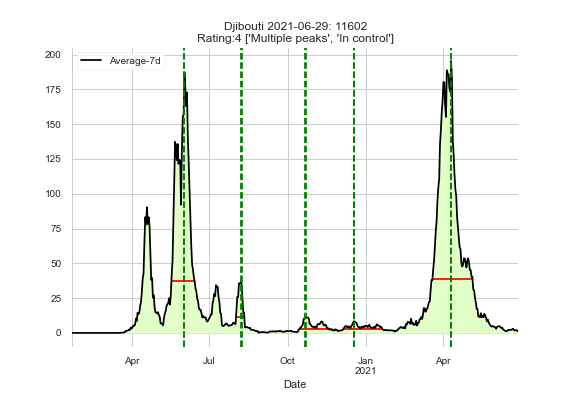 Djibouti 2021-06-29: 11602
Rating:4 ['Multiple peaks', 'In control']
Average-7d
200
175
150
125
100
75
50
25
0
Apr
Jul
Oct
Jan
2021
Apr
Date